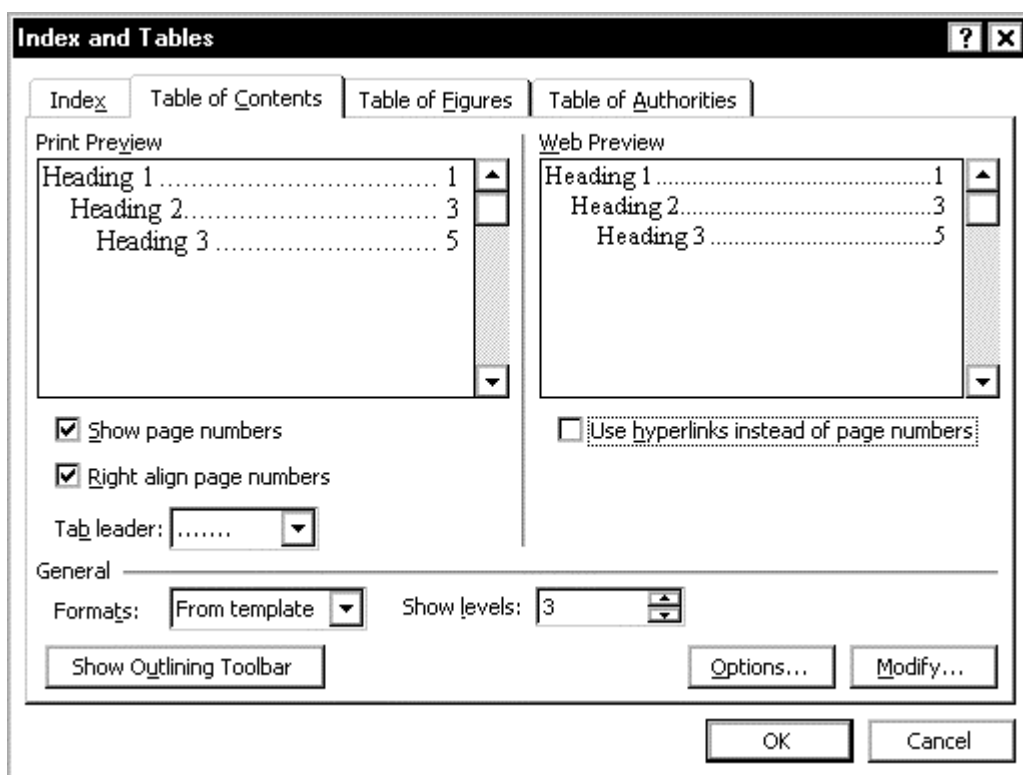 Index and Tables
Index Table of Contents Table of Figures Table of Authorities
Print Preview
Heading 1 ................................... 1
Heading 2................................ 3
Heading 3 ............................ 5
Web Preview
Heading 1.........................................1
Heading 2.....................................3
Heading 3 .................................5
Show page numbers
Right align page numbers
Tab leader: .......
Use hyperlinks instead of page numbers
General
Formats: From template Show levels: 3
Show Outlining Toolbar Options... Modify...
OK Cancel